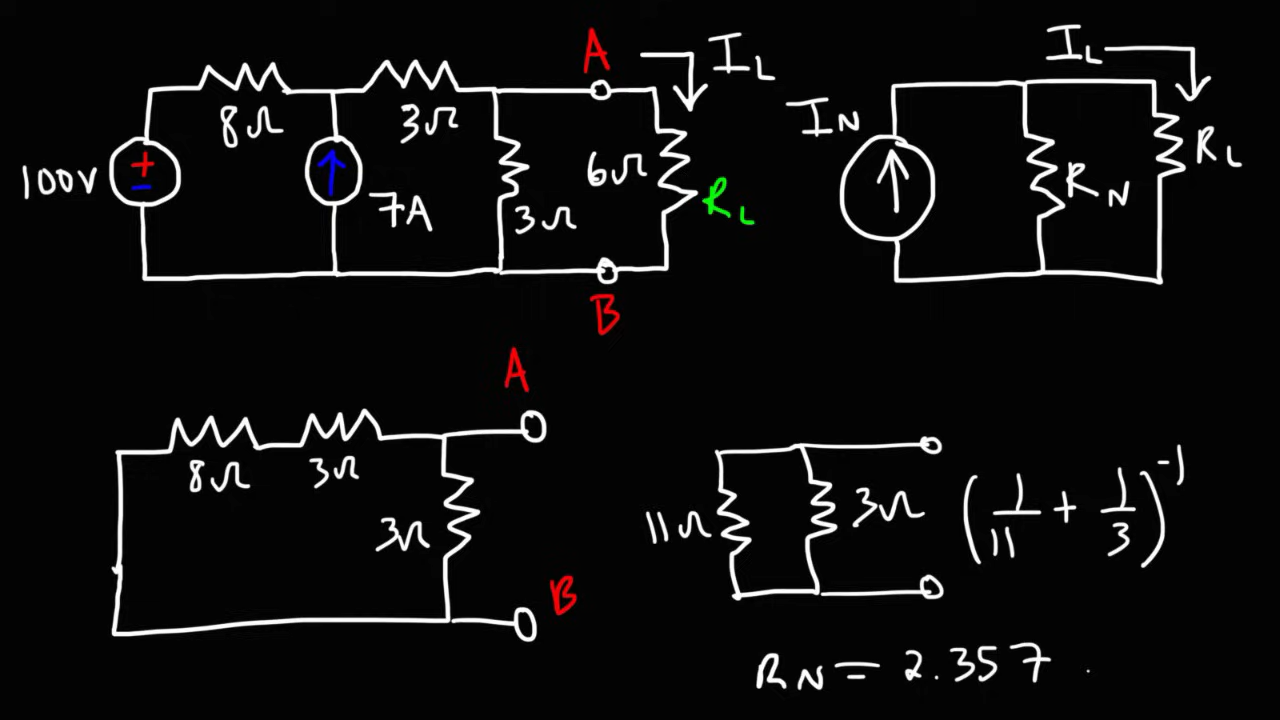 A
I_L
8Ω
3Ω
100V
+
-
7A
3Ω
6Ω
R_L
B
I_L
I_N
R_N
R_L
A
8Ω
3Ω
3Ω
B
11Ω
3Ω
(1/11 + 1/3)^-1
R_N = 2.357